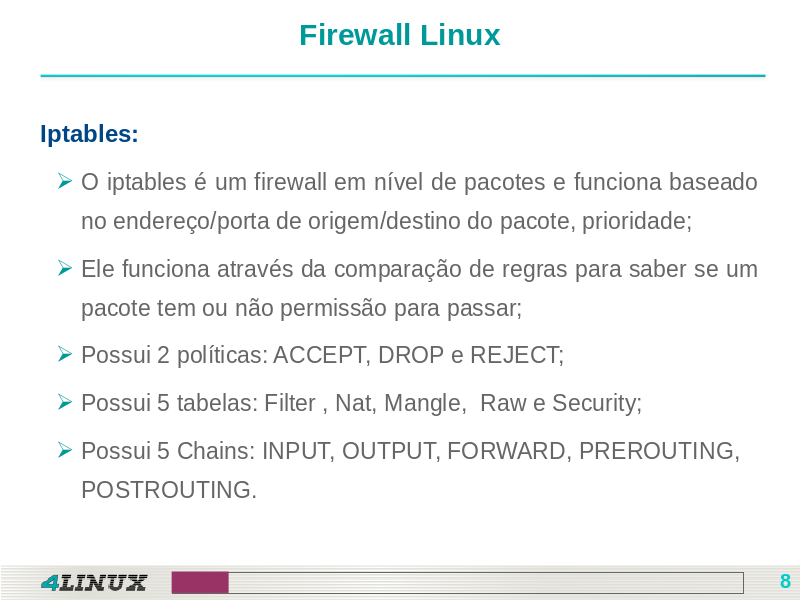 Firewall Linux
Iptables:
O iptables é um firewall em nível de pacotes e funciona baseado
no endereço/porta de origem/destino do pacote, prioridade;
Ele funciona através da comparação de regras para saber se um
pacote tem ou não permissão para passar;
Possui 2 políticas: ACCEPT, DROP e REJECT;
Possui 5 tabelas: Filter , Nat, Mangle,  Raw e Security;
Possui 5 Chains: INPUT, OUTPUT, FORWARD, PREROUTING,
POSTROUTING.
4LINUX
8